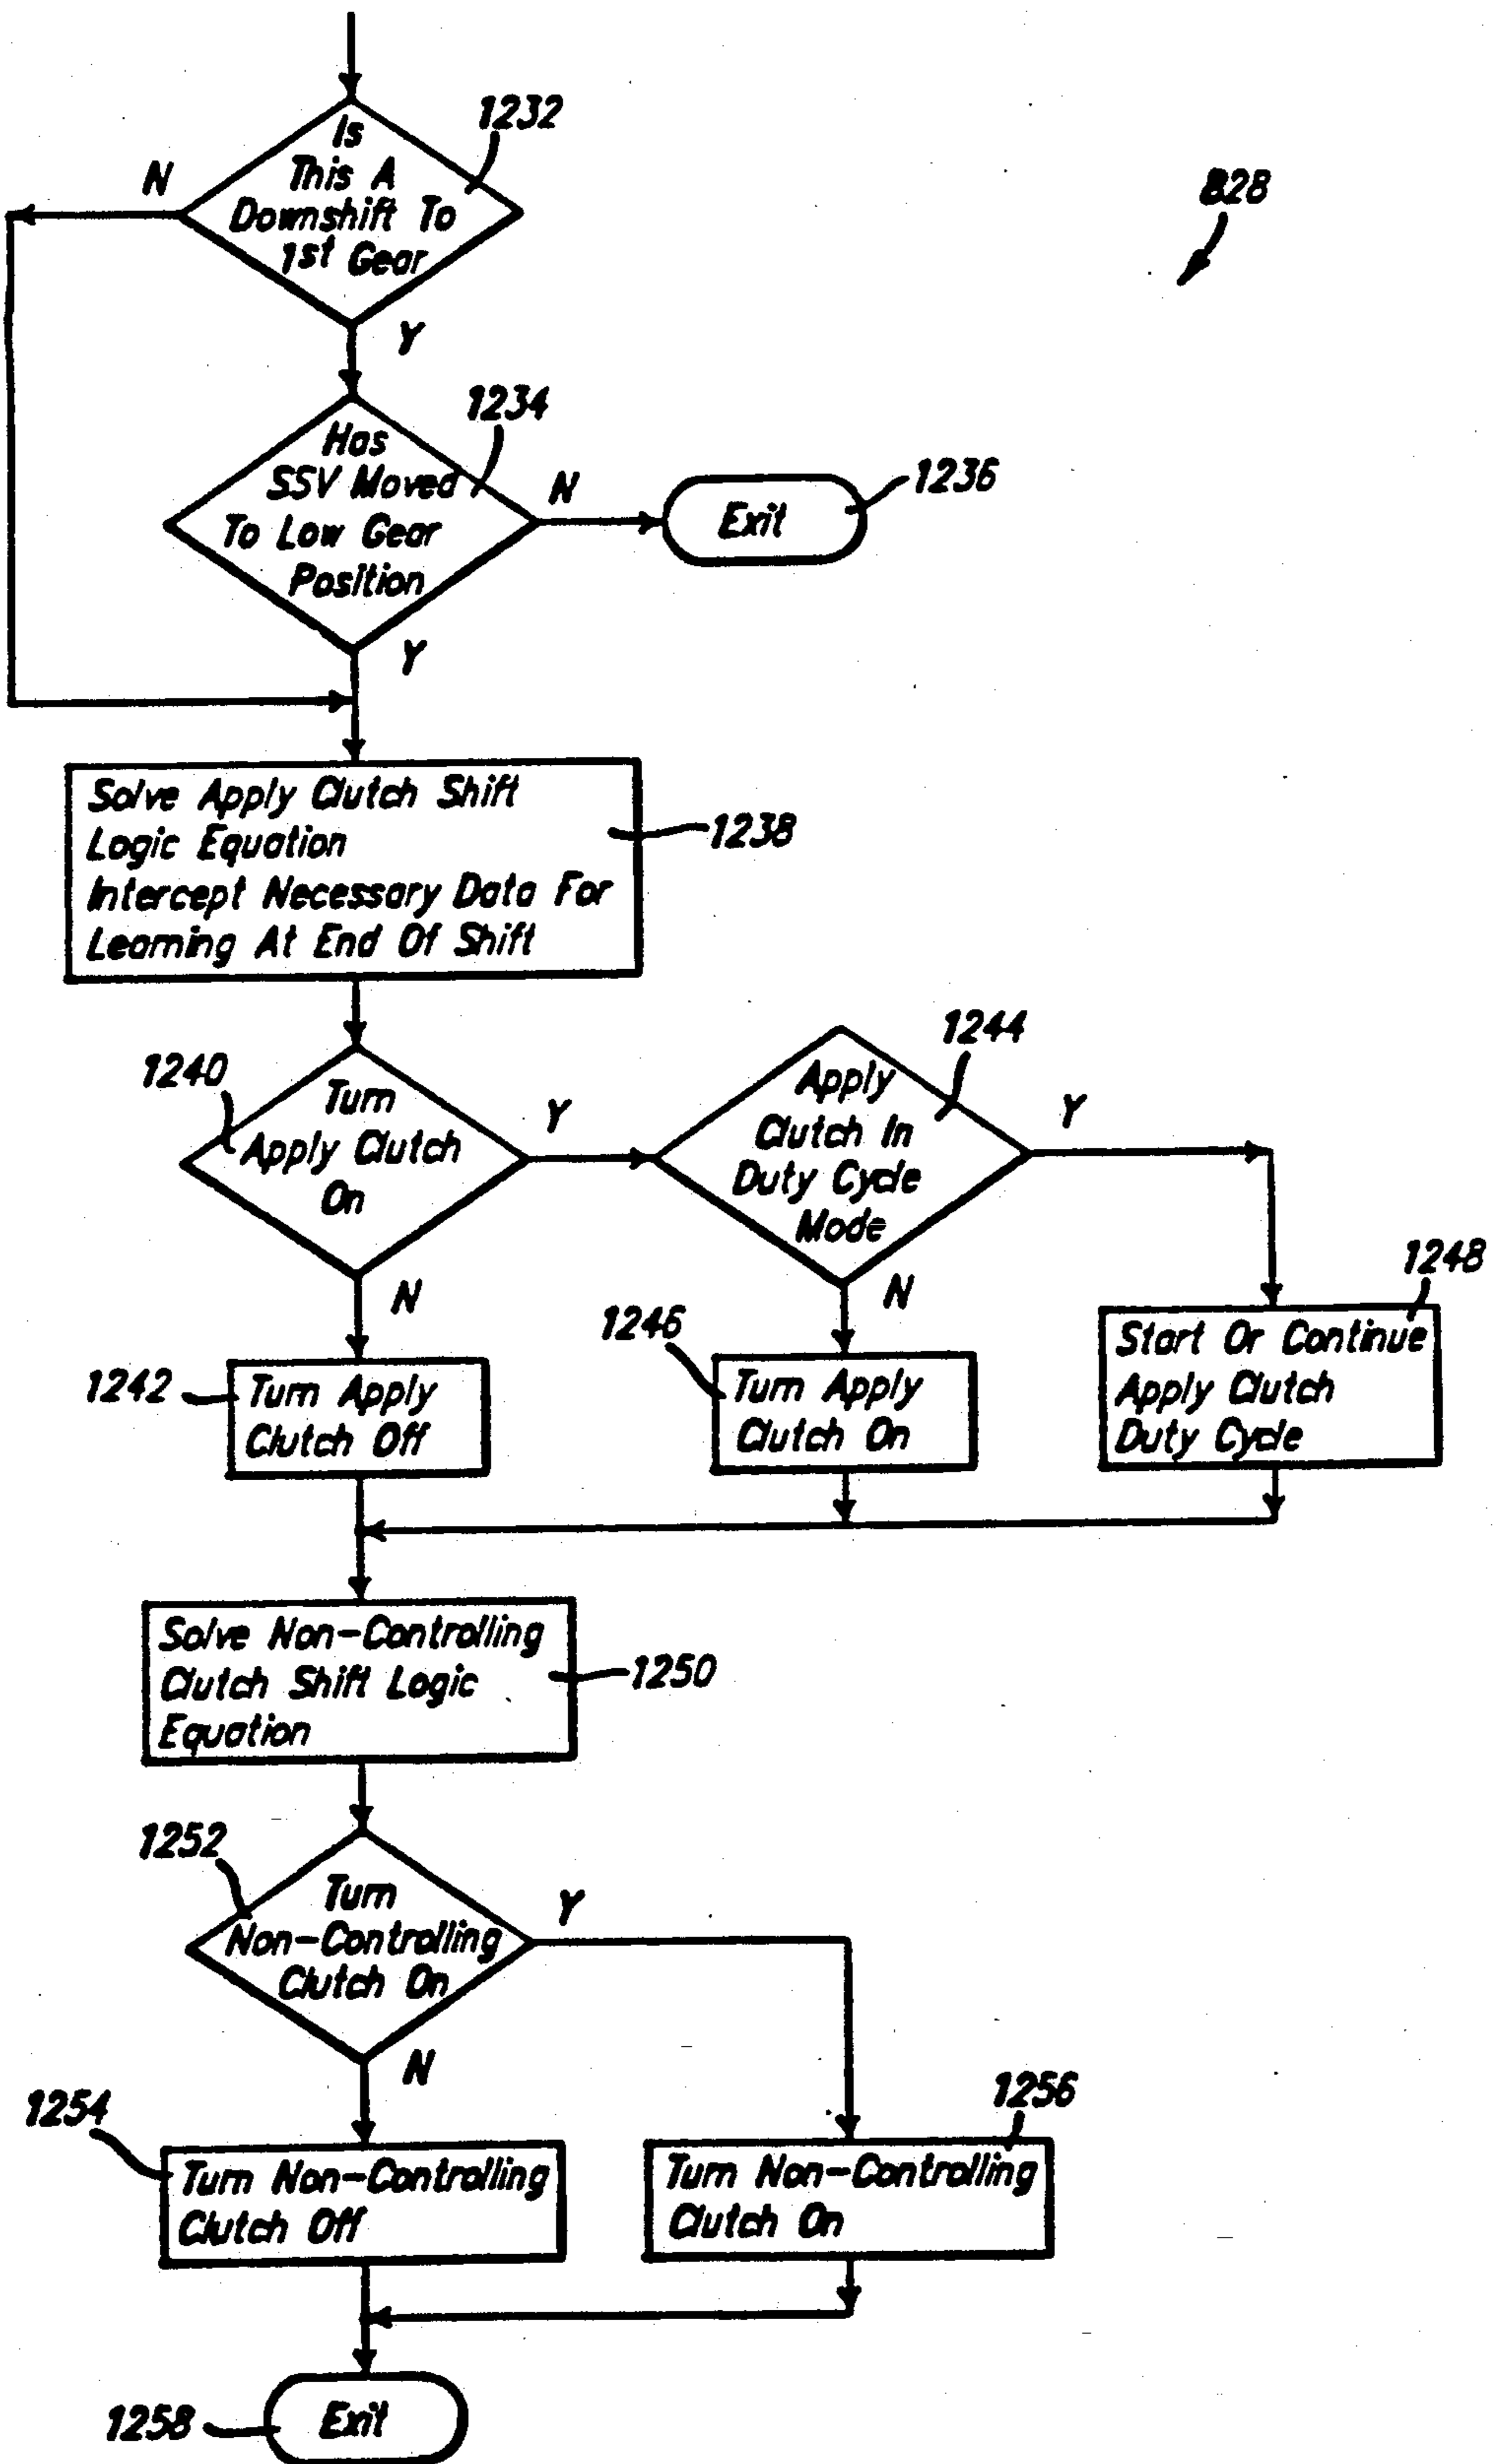 1232
Is
This A
Downshift To
1st Gear
N
Y
828
1234
Has
SSV Moved
To Low Gear
Position
N
Y
Exit
1236
Solve Apply Clutch Shift
Logic Equation
Intercept Necessary Data For
Learning At End Of Shift
1238
1240
Turn
Apply Clutch
On
Y
N
1244
Apply
Clutch In
Duty Cycle
Mode
Y
N
1242
Turn Apply
Clutch Off
1246
Turn Apply
Clutch On
1248
Start Or Continue
Apply Clutch
Duty Cycle
Solve Non-Controlling
Clutch Shift Logic
Equation
1250
1252
Turn
Non-Controlling
Clutch On
Y
N
1254
Turn Non-Controlling
Clutch Off
1256
Turn Non-Controlling
Clutch On
1258
Exit